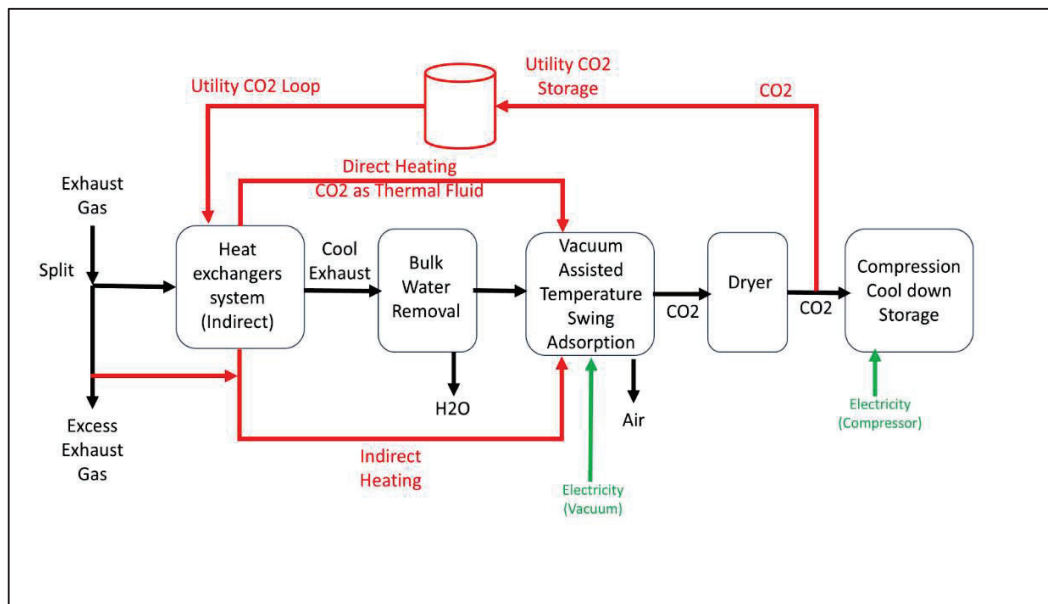 Utility CO2
Storage
Utility CO2 Loop
CO2
Direct Heating
CO2 as Thermal Fluid
Exhaust
Gas
Split
Heat
exchangers
system
(Indirect)
Cool
Exhaust
Bulk
Water
Removal
Vacuum
Assisted
Temperature
Swing
Adsorption
CO2
Dryer
CO2
Compression
Cool down
Storage
H2O
Air
Excess
Exhaust
Gas
Indirect
Heating
Electricity
(Vacuum)
Electricity
(Compressor)